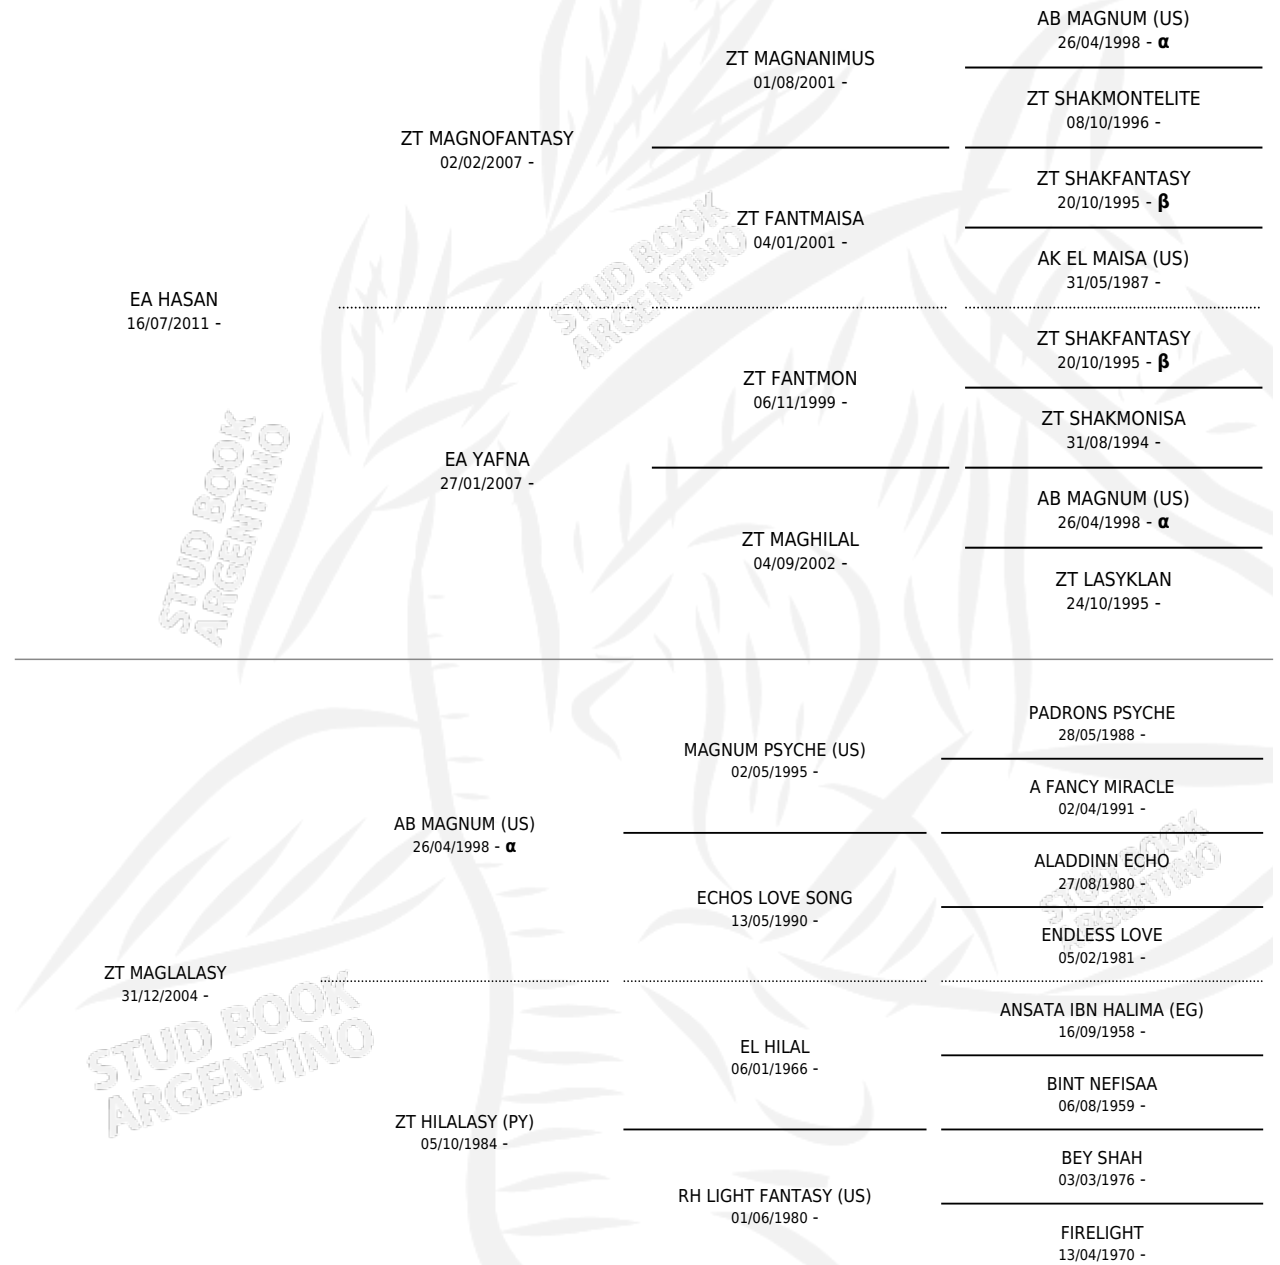 EA HASAN
16/07/2011 -
ZT MAGNOFANTASY
02/02/2007 -
ZT MAGNANIMUS
01/08/2001 -
AB MAGNUM (US)
26/04/1998 - α
ZT SHAKMONTELITE
08/10/1996 -
ZT FANTMAISA
04/01/2001 -
ZT SHAKFANTASY
20/10/1995 - β
AK EL MAISA (US)
31/05/1987 -
EA YAFNA
27/01/2007 -
ZT FANTMON
06/11/1999 -
ZT SHAKFANTASY
20/10/1995 - β
ZT SHAKMONISA
31/08/1994 -
ZT MAGHILAL
04/09/2002 -
AB MAGNUM (US)
26/04/1998 - α
ZT LASYKLAN
24/10/1995 -
ZT MAGLALASY
31/12/2004 -
AB MAGNUM (US)
26/04/1998 - α
MAGNUM PSYCHE (US)
02/05/1995 -
PADRONS PSYCHE
28/05/1988 -
A FANCY MIRACLE
02/04/1991 -
ECHOS LOVE SONG
13/05/1990 -
ALADDINN ECHO
27/08/1980 -
ENDLESS LOVE
05/02/1981 -
ZT HILALASY (PY)
05/10/1984 -
EL HILAL
06/01/1966 -
ANSATA IBN HALIMA (EG)
16/09/1958 -
BINT NEFISAA
06/08/1959 -
RH LIGHT FANTASY (US)
01/06/1980 -
BEY SHAH
03/03/1976 -
FIRELIGHT
13/04/1970 -
STUD BOOK
ARGENTINO
STUD BOOK
ARGENTINO
STUD BOOK
ARGENTINO
STUD BOOK
ARGENTINO